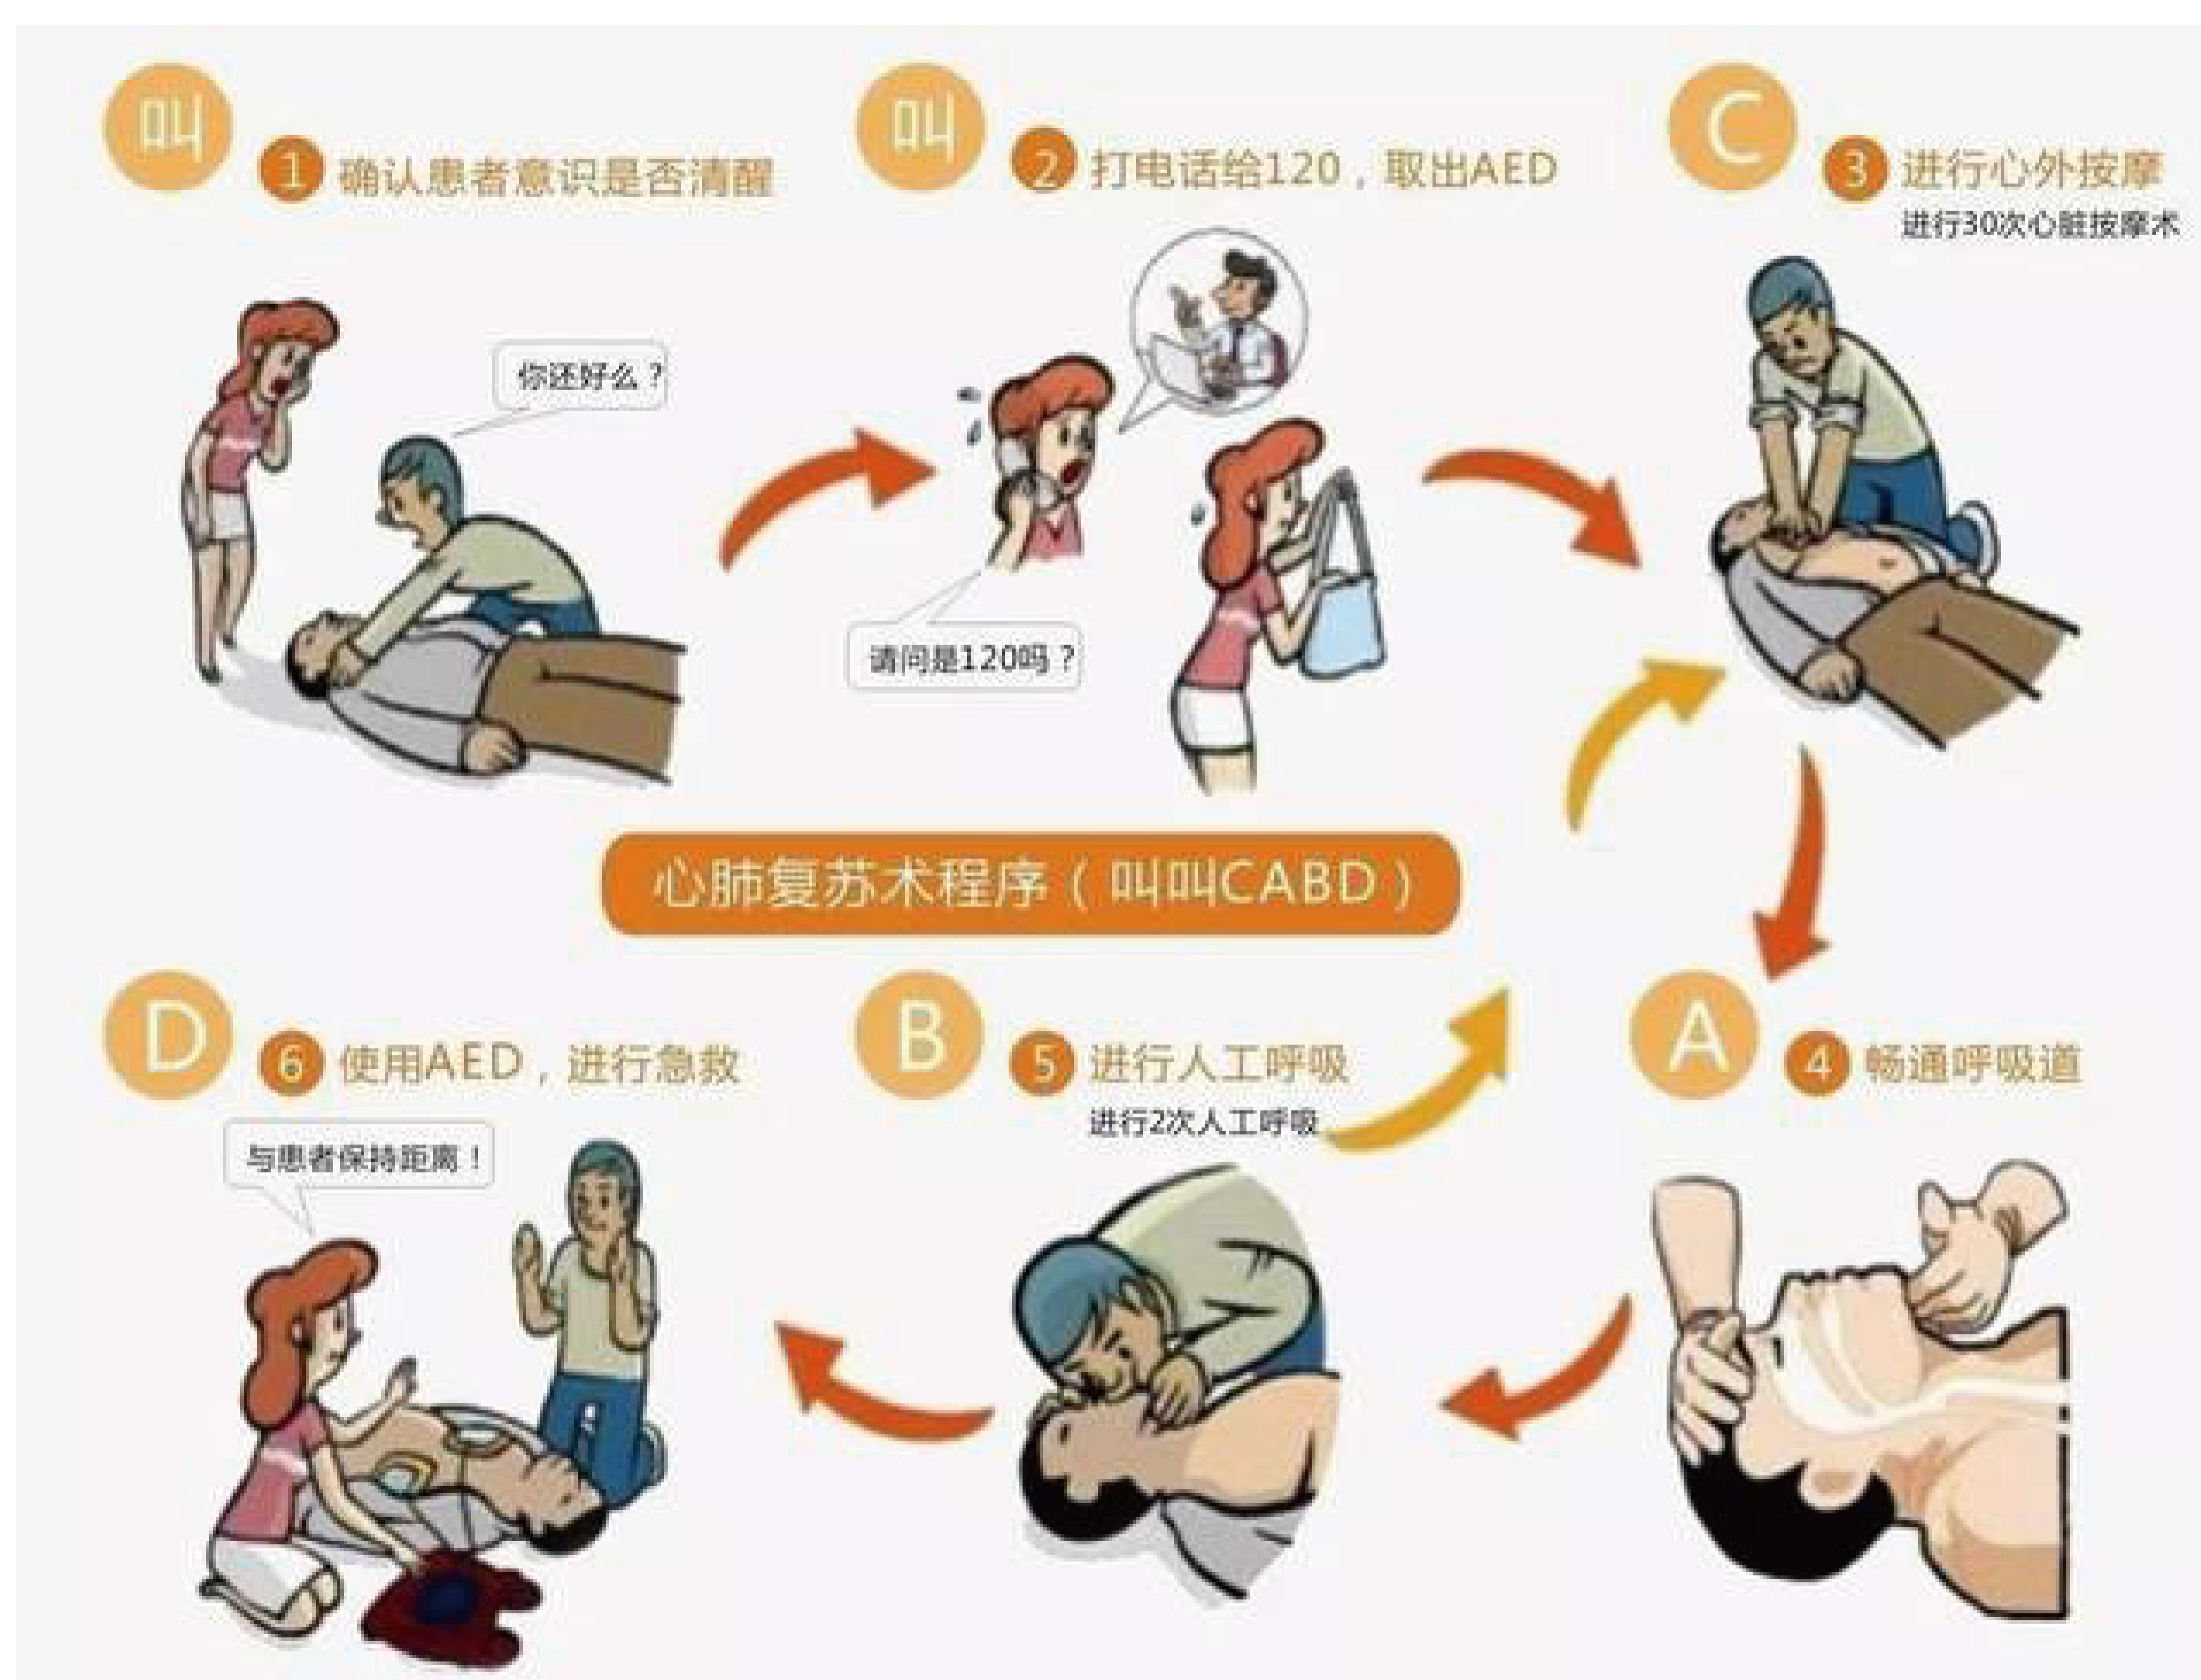 叫
1 确认患者意识是否清醒
你还好么？
叫
2 打电话给120，取出AED
请问是120吗？
C
3 进行心外按摩
进行30次心脏按摩术
心肺复苏术程序（叫叫CABD）
A
4 畅通呼吸道
B
5 进行人工呼吸
进行2次人工呼吸
D
6 使用AED，进行急救
与患者保持距离！